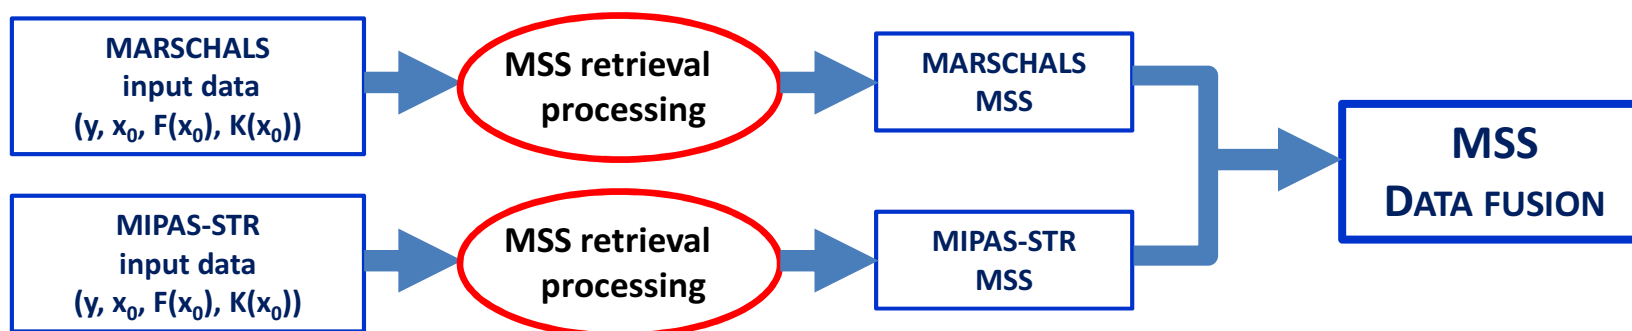 MARSCHALS
input data
(y, x₀, F(x₀), K(x₀))
MSS retrieval
processing
MARSCHALS
MSS
MIPAS-STR
input data
(y, x₀, F(x₀), K(x₀))
MSS retrieval
processing
MIPAS-STR
MSS
MSS
DATA FUSION